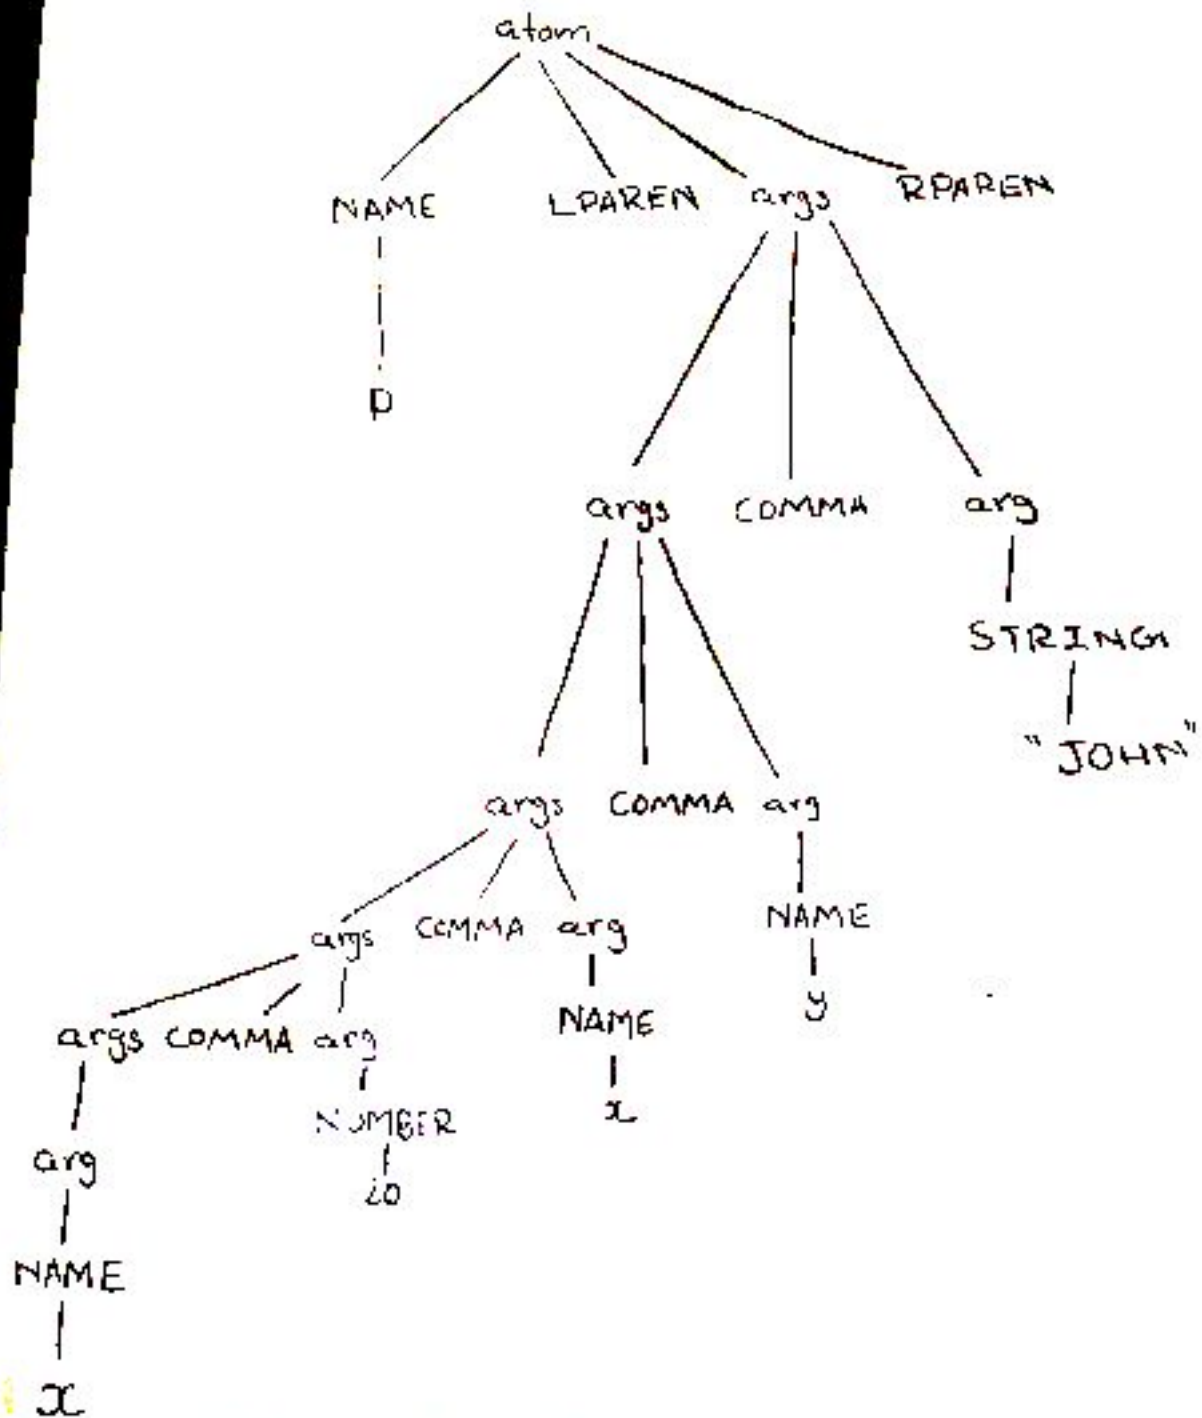 atom
NAME LPAREN args RPAREN
p
args COMMA arg
STRING
"JOHN"
args COMMA arg
args COMMA arg NAME
y
args COMMA arg NAME
x
NUMBER
arg
NAME
x